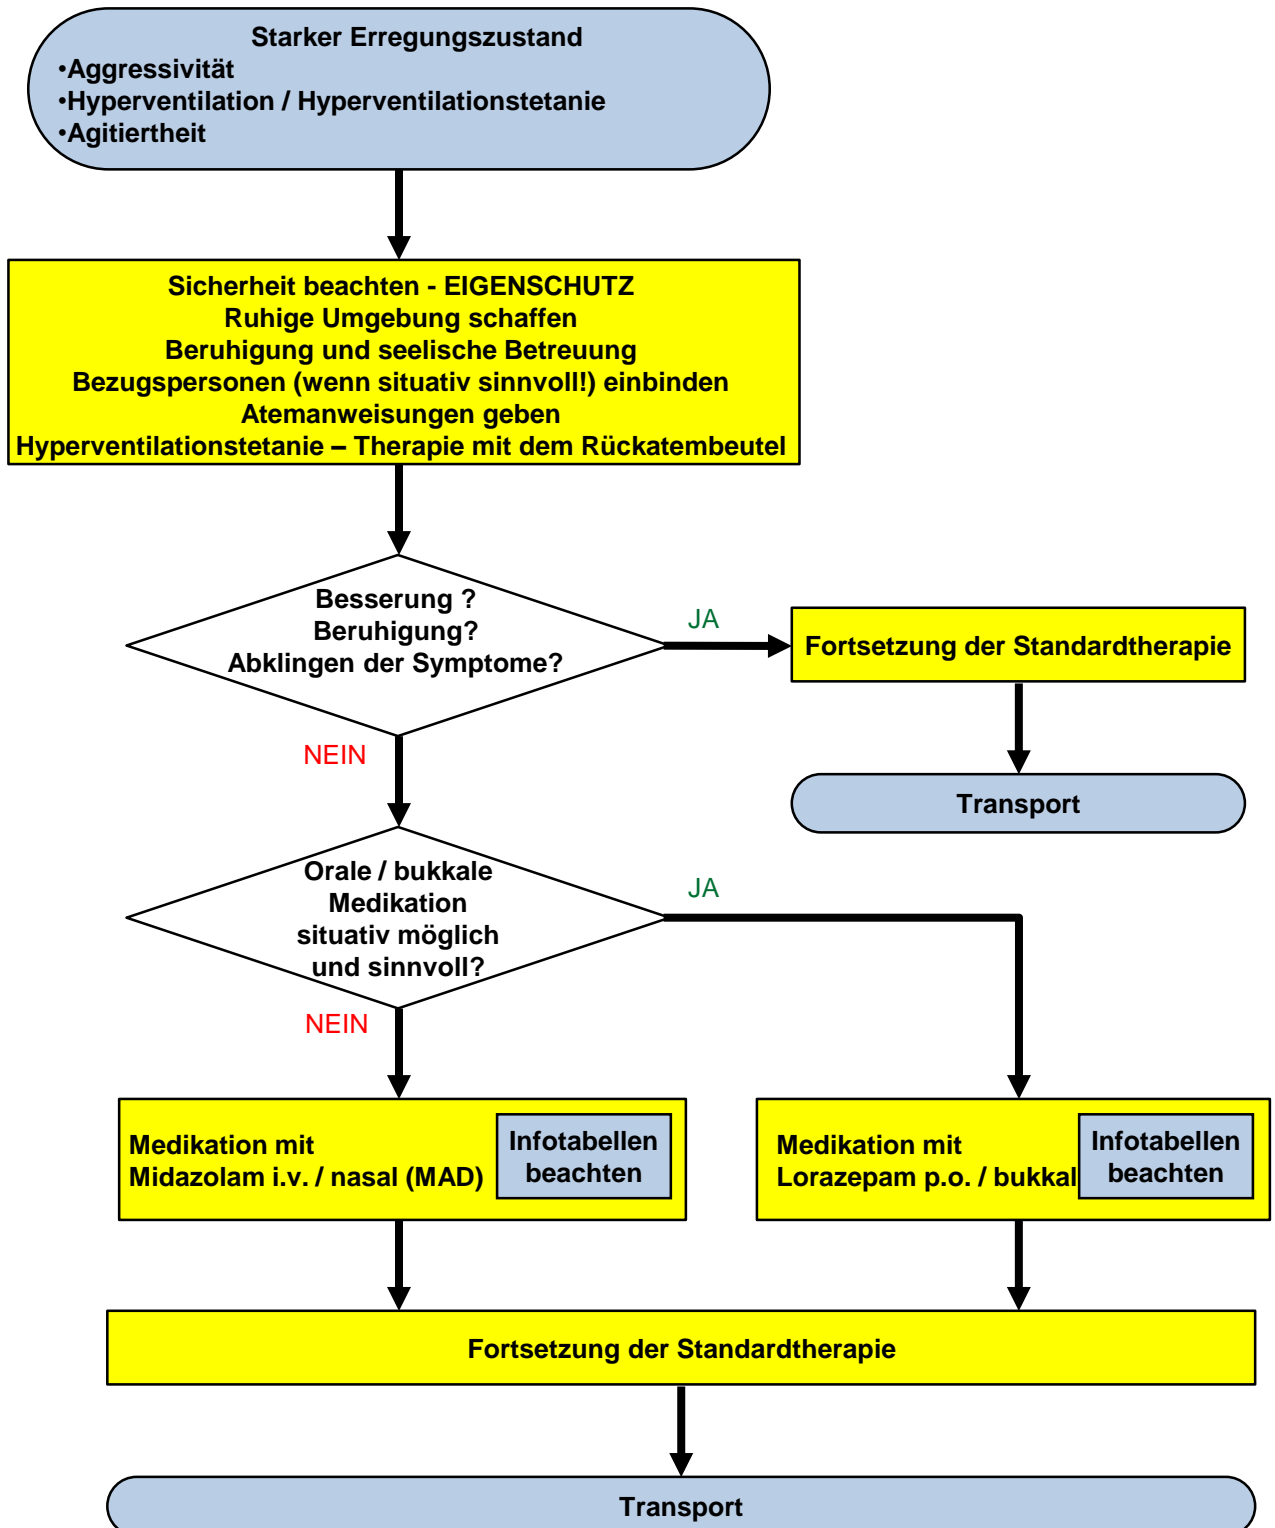 Starker Erregungszustand
•Aggressivität
•Hyperventilation / Hyperventilationstetanie
•Agitiertheit
Sicherheit beachten - EIGENSCHUTZ
Ruhige Umgebung schaffen
Beruhigung und seelische Betreuung
Bezugspersonen (wenn situativ sinnvoll!) einbinden
Atemanweisungen geben
Hyperventilationstetanie – Therapie mit dem Rückatembeutel
Besserung ?
Beruhigung?
Abklingen der Symptome?
JA
Fortsetzung der Standardtherapie
Transport
NEIN
Orale / bukkale
Medikation
situativ möglich
und sinnvoll?
JA
NEIN
Medikation mit
Midazolam i.v. / nasal (MAD)
Infotabellen
beachten
Medikation mit
Lorazepam p.o. / bukkal
Infotabellen
beachten
Fortsetzung der Standardtherapie
Transport